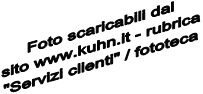 Foto scaricabili dal
sito www.kuhn.it - rubrica
"Servizi clienti" / fototeca